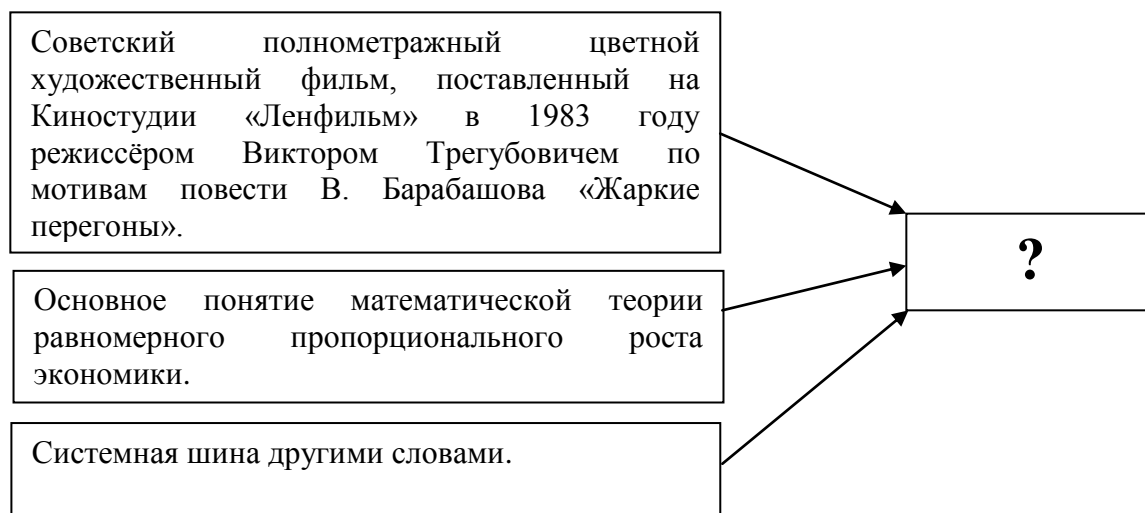 Советский полнометражный цветной
художественный фильм, поставленный на
Киностудии «Ленфильм» в 1983 году
режиссёром Виктором Трегубовичем по
мотивам повести В. Барабашова «Жаркие
перегоны».
?
Основное понятие математической теории
равномерного пропорционального роста
экономики.
Системная шина другими словами.